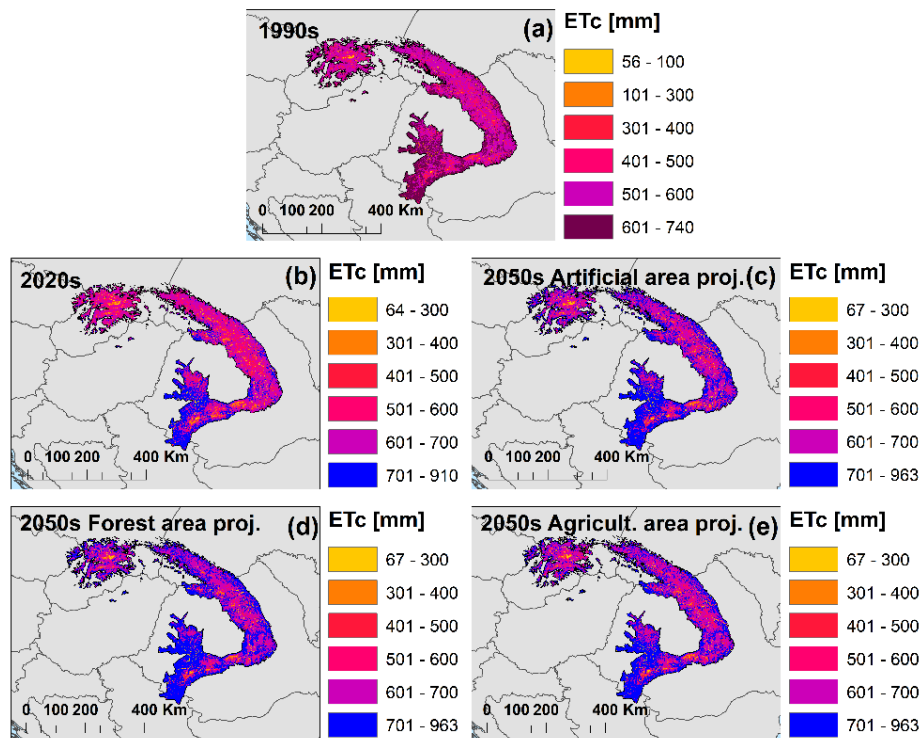 1990s
(a)
ETc [mm]
56 - 100
101 - 300
301 - 400
401 - 500
501 - 600
601 - 740
0 100 200 400 Km
2020s
(b)
ETc [mm]
64 - 300
301 - 400
401 - 500
501 - 600
601 - 700
701 - 910
0 100 200 400 Km
2050s Artificial area proj. (c)
ETc [mm]
67 - 300
301 - 400
401 - 500
501 - 600
601 - 700
701 - 963
0 100 200 400 Km
2050s Forest area proj. (d)
ETc [mm]
67 - 300
301 - 400
401 - 500
501 - 600
601 - 700
701 - 963
0 100 200 400 Km
2050s Agricult. area proj. (e)
ETc [mm]
67 - 300
301 - 400
401 - 500
501 - 600
601 - 700
701 - 963
0 100 200 400 Km